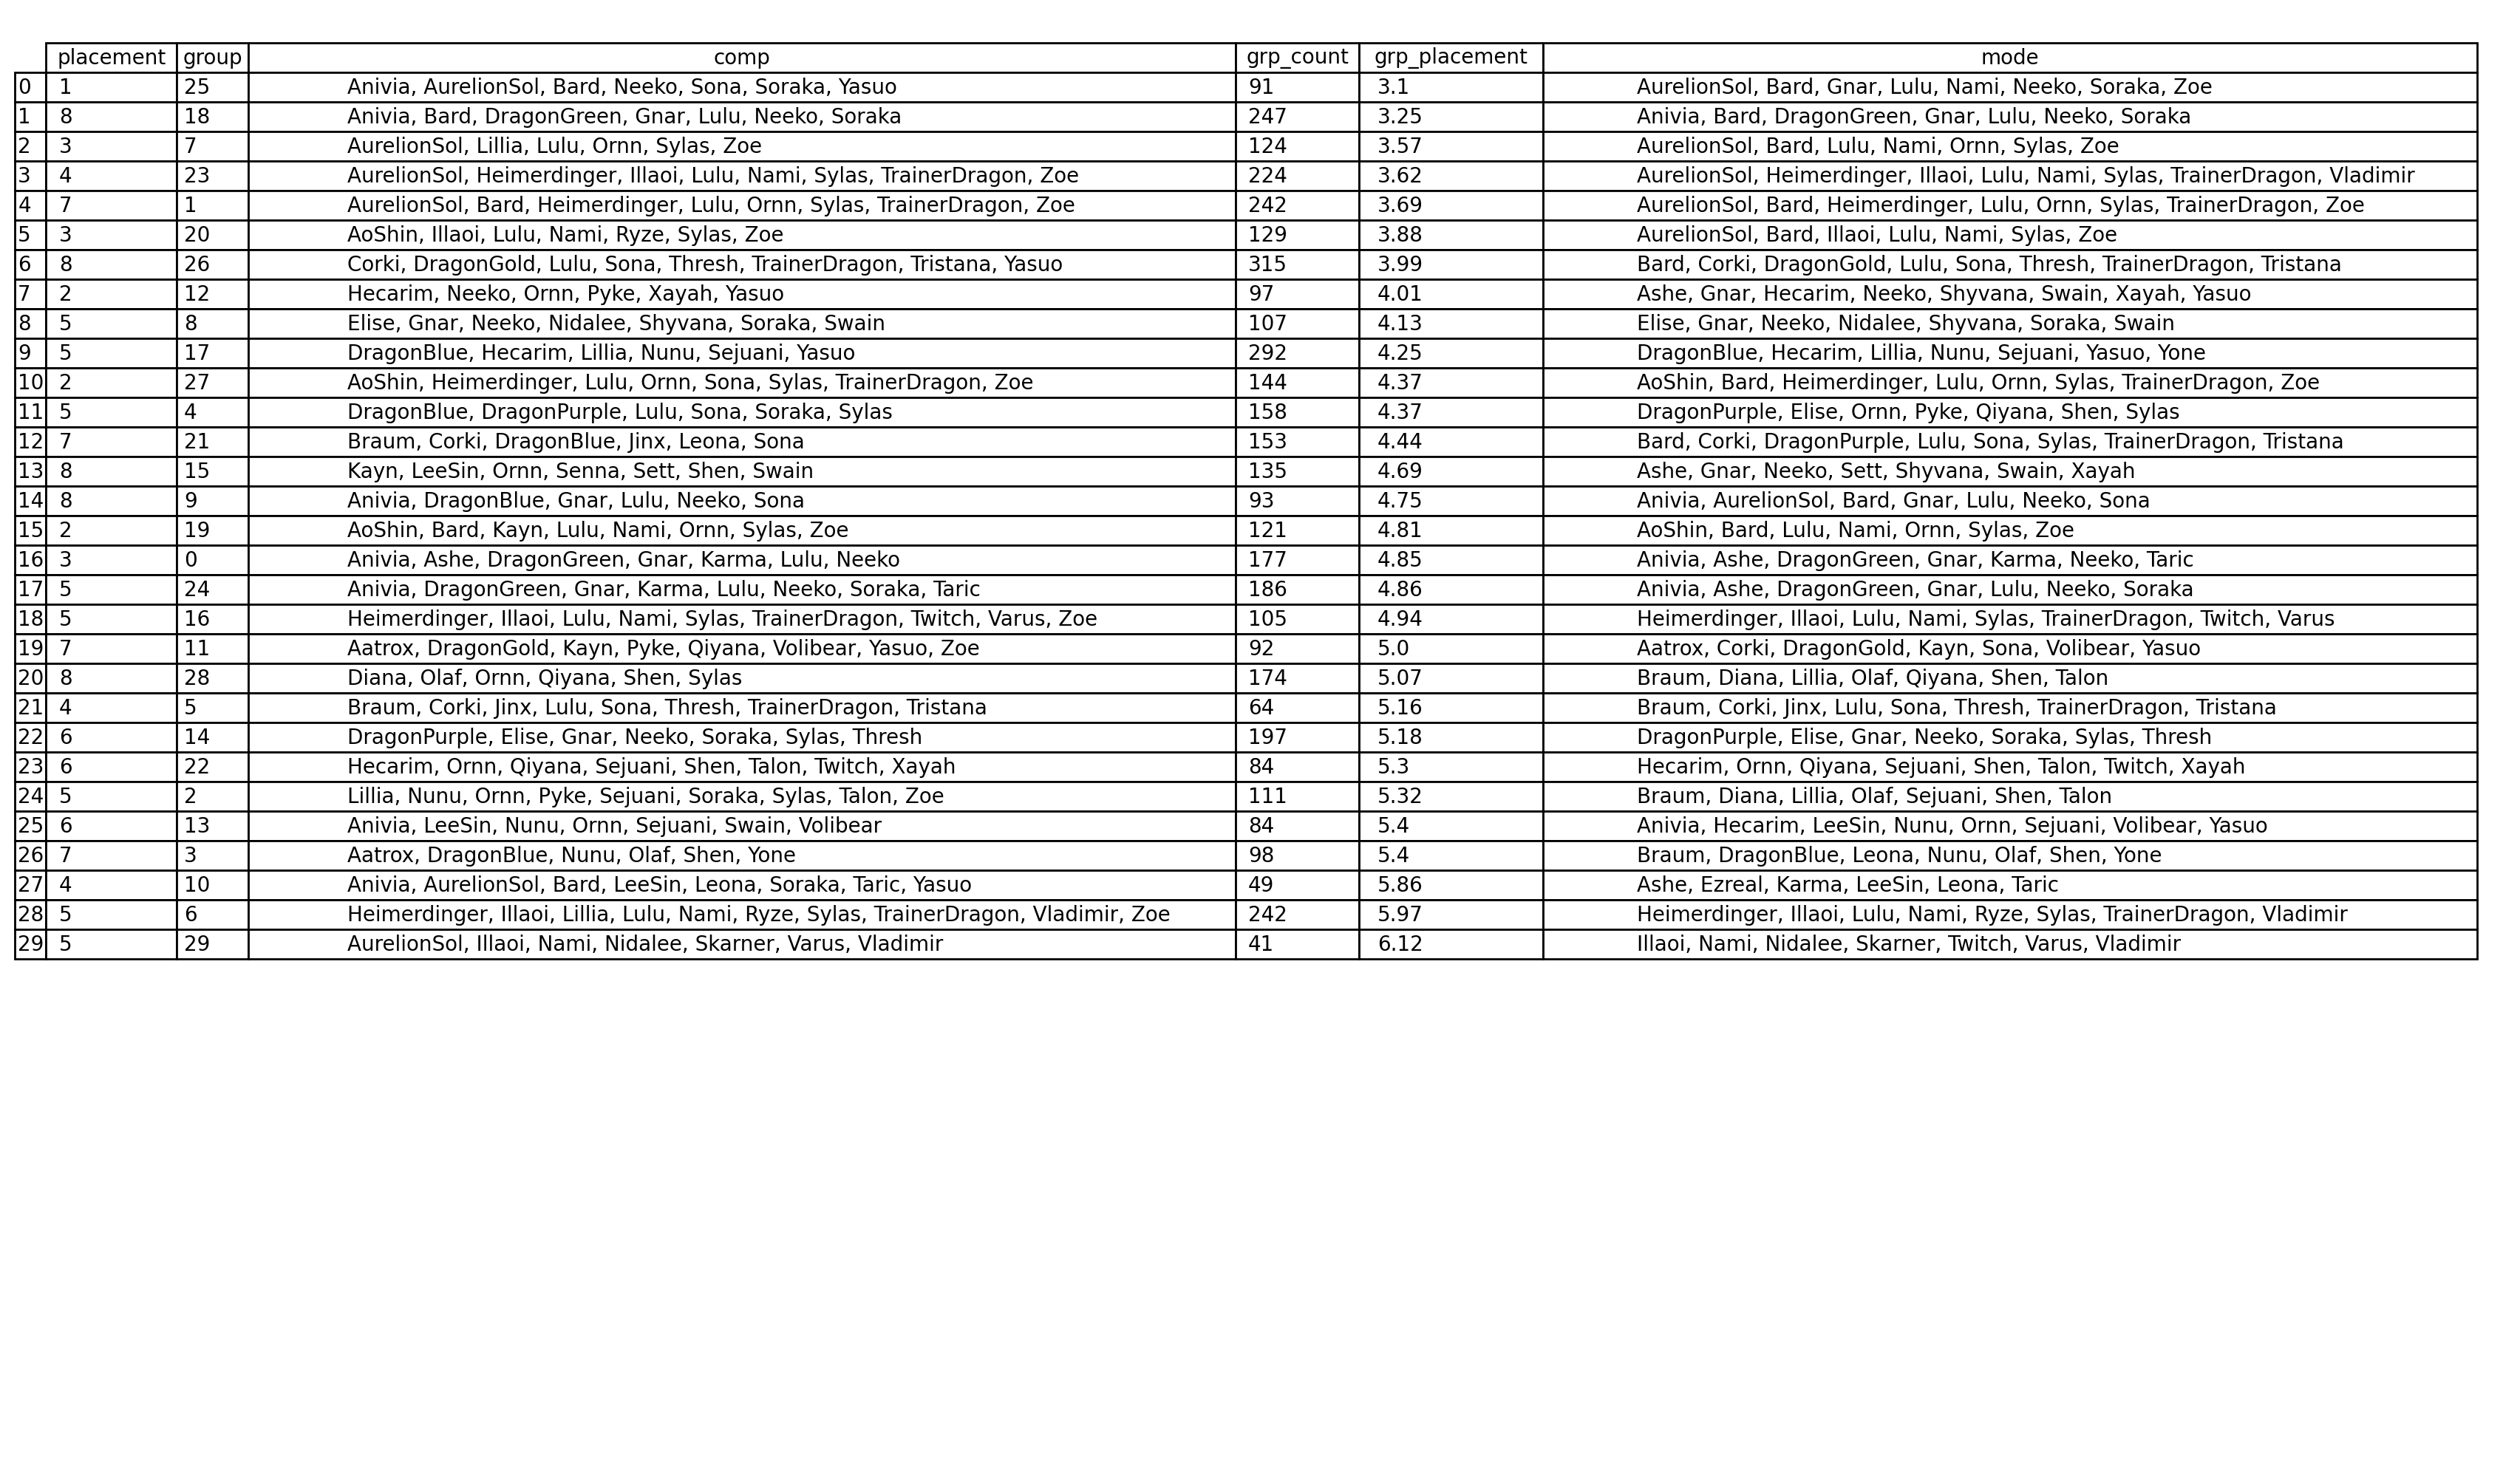 placement group comp grp_count grp_placement mode
0 1 25 Anivia, AurelionSol, Bard, Neeko, Sona, Soraka, Yasuo 91 3.1 AurelionSol, Bard, Gnar, Lulu, Nami, Neeko, Soraka, Zoe
1 8 18 Anivia, Bard, DragonGreen, Gnar, Lulu, Neeko, Soraka 247 3.25 Anivia, Bard, DragonGreen, Gnar, Lulu, Neeko, Soraka
2 3 7 AurelionSol, Lillia, Lulu, Ornn, Sylas, Zoe 124 3.57 AurelionSol, Bard, Lulu, Nami, Ornn, Sylas, Zoe
3 4 23 AurelionSol, Heimerdinger, Illaoi, Lulu, Nami, Sylas, TrainerDragon, Zoe 224 3.62 AurelionSol, Heimerdinger, Illaoi, Lulu, Nami, Sylas, TrainerDragon, Vladimir
4 7 1 AurelionSol, Bard, Heimerdinger, Lulu, Ornn, Sylas, TrainerDragon, Zoe 242 3.69 AurelionSol, Bard, Heimerdinger, Lulu, Ornn, Sylas, TrainerDragon, Zoe
5 3 20 AoShin, Illaoi, Lulu, Nami, Ryze, Sylas, Zoe 129 3.88 AurelionSol, Bard, Illaoi, Lulu, Nami, Sylas, Zoe
6 8 26 Corki, DragonGold, Lulu, Sona, Thresh, TrainerDragon, Tristana, Yasuo 315 3.99 Bard, Corki, DragonGold, Lulu, Sona, Thresh, TrainerDragon, Tristana
7 2 12 Hecarim, Neeko, Ornn, Pyke, Xayah, Yasuo 97 4.01 Ashe, Gnar, Hecarim, Neeko, Shyvana, Swain, Xayah, Yasuo
8 5 8 Elise, Gnar, Neeko, Nidalee, Shyvana, Soraka, Swain 107 4.13 Elise, Gnar, Neeko, Nidalee, Shyvana, Soraka, Swain
9 5 17 DragonBlue, Hecarim, Lillia, Nunu, Sejuani, Yasuo 292 4.25 DragonBlue, Hecarim, Lillia, Nunu, Sejuani, Yasuo, Yone
10 2 27 AoShin, Heimerdinger, Lulu, Ornn, Sona, Sylas, TrainerDragon, Zoe 144 4.37 AoShin, Bard, Heimerdinger, Lulu, Ornn, Sylas, TrainerDragon, Zoe
11 5 4 DragonBlue, DragonPurple, Lulu, Sona, Soraka, Sylas 158 4.37 DragonPurple, Elise, Ornn, Pyke, Qiyana, Shen, Sylas
12 7 21 Braum, Corki, DragonBlue, Jinx, Leona, Sona 153 4.44 Bard, Corki, DragonPurple, Lulu, Sona, Sylas, TrainerDragon, Tristana
13 8 15 Kayn, LeeSin, Ornn, Senna, Sett, Shen, Swain 135 4.69 Ashe, Gnar, Neeko, Sett, Shyvana, Swain, Xayah
14 8 9 Anivia, DragonBlue, Gnar, Lulu, Neeko, Sona 93 4.75 Anivia, AurelionSol, Bard, Gnar, Lulu, Neeko, Sona
15 2 19 AoShin, Bard, Kayn, Lulu, Nami, Ornn, Sylas, Zoe 121 4.81 AoShin, Bard, Lulu, Nami, Ornn, Sylas, Zoe
16 3 0 Anivia, Ashe, DragonGreen, Gnar, Karma, Lulu, Neeko 177 4.85 Anivia, Ashe, DragonGreen, Gnar, Karma, Neeko, Taric
17 5 24 Anivia, DragonGreen, Gnar, Karma, Lulu, Neeko, Soraka, Taric 186 4.86 Anivia, Ashe, DragonGreen, Gnar, Lulu, Neeko, Soraka
18 5 16 Heimerdinger, Illaoi, Lulu, Nami, Sylas, TrainerDragon, Twitch, Varus, Zoe 105 4.94 Heimerdinger, Illaoi, Lulu, Nami, Sylas, TrainerDragon, Twitch, Varus
19 7 11 Aatrox, DragonGold, Kayn, Pyke, Qiyana, Volibear, Yasuo, Zoe 92 5.0 Aatrox, Corki, DragonGold, Kayn, Sona, Volibear, Yasuo
20 8 28 Diana, Olaf, Ornn, Qiyana, Shen, Sylas 174 5.07 Braum, Diana, Lillia, Olaf, Qiyana, Shen, Talon
21 4 5 Braum, Corki, Jinx, Lulu, Sona, Thresh, TrainerDragon, Tristana 64 5.16 Braum, Corki, Jinx, Lulu, Sona, Thresh, TrainerDragon, Tristana
22 6 14 DragonPurple, Elise, Gnar, Neeko, Soraka, Sylas, Thresh 197 5.18 DragonPurple, Elise, Gnar, Neeko, Soraka, Sylas, Thresh
23 6 22 Hecarim, Ornn, Qiyana, Sejuani, Shen, Talon, Twitch, Xayah 84 5.3 Hecarim, Ornn, Qiyana, Sejuani, Shen, Talon, Twitch, Xayah
24 5 2 Lillia, Nunu, Ornn, Pyke, Sejuani, Soraka, Sylas, Talon, Zoe 111 5.32 Braum, Diana, Lillia, Olaf, Sejuani, Shen, Talon
25 6 13 Anivia, LeeSin, Nunu, Ornn, Sejuani, Swain, Volibear 84 5.4 Anivia, Hecarim, LeeSin, Nunu, Ornn, Sejuani, Volibear, Yasuo
26 7 3 Aatrox, DragonBlue, Nunu, Olaf, Shen, Yone 98 5.4 Braum, DragonBlue, Leona, Nunu, Olaf, Shen, Yone
27 4 10 Anivia, AurelionSol, Bard, LeeSin, Leona, Soraka, Taric, Yasuo 49 5.86 Ashe, Ezreal, Karma, LeeSin, Leona, Taric
28 5 6 Heimerdinger, Illaoi, Lillia, Lulu, Nami, Ryze, Sylas, TrainerDragon, Vladimir, Zoe 242 5.97 Heimerdinger, Illaoi, Lulu, Nami, Ryze, Sylas, TrainerDragon, Vladimir
29 5 29 AurelionSol, Illaoi, Nami, Nidalee, Skarner, Varus, Vladimir 41 6.12 Illaoi, Nami, Nidalee, Skarner, Twitch, Varus, Vladimir